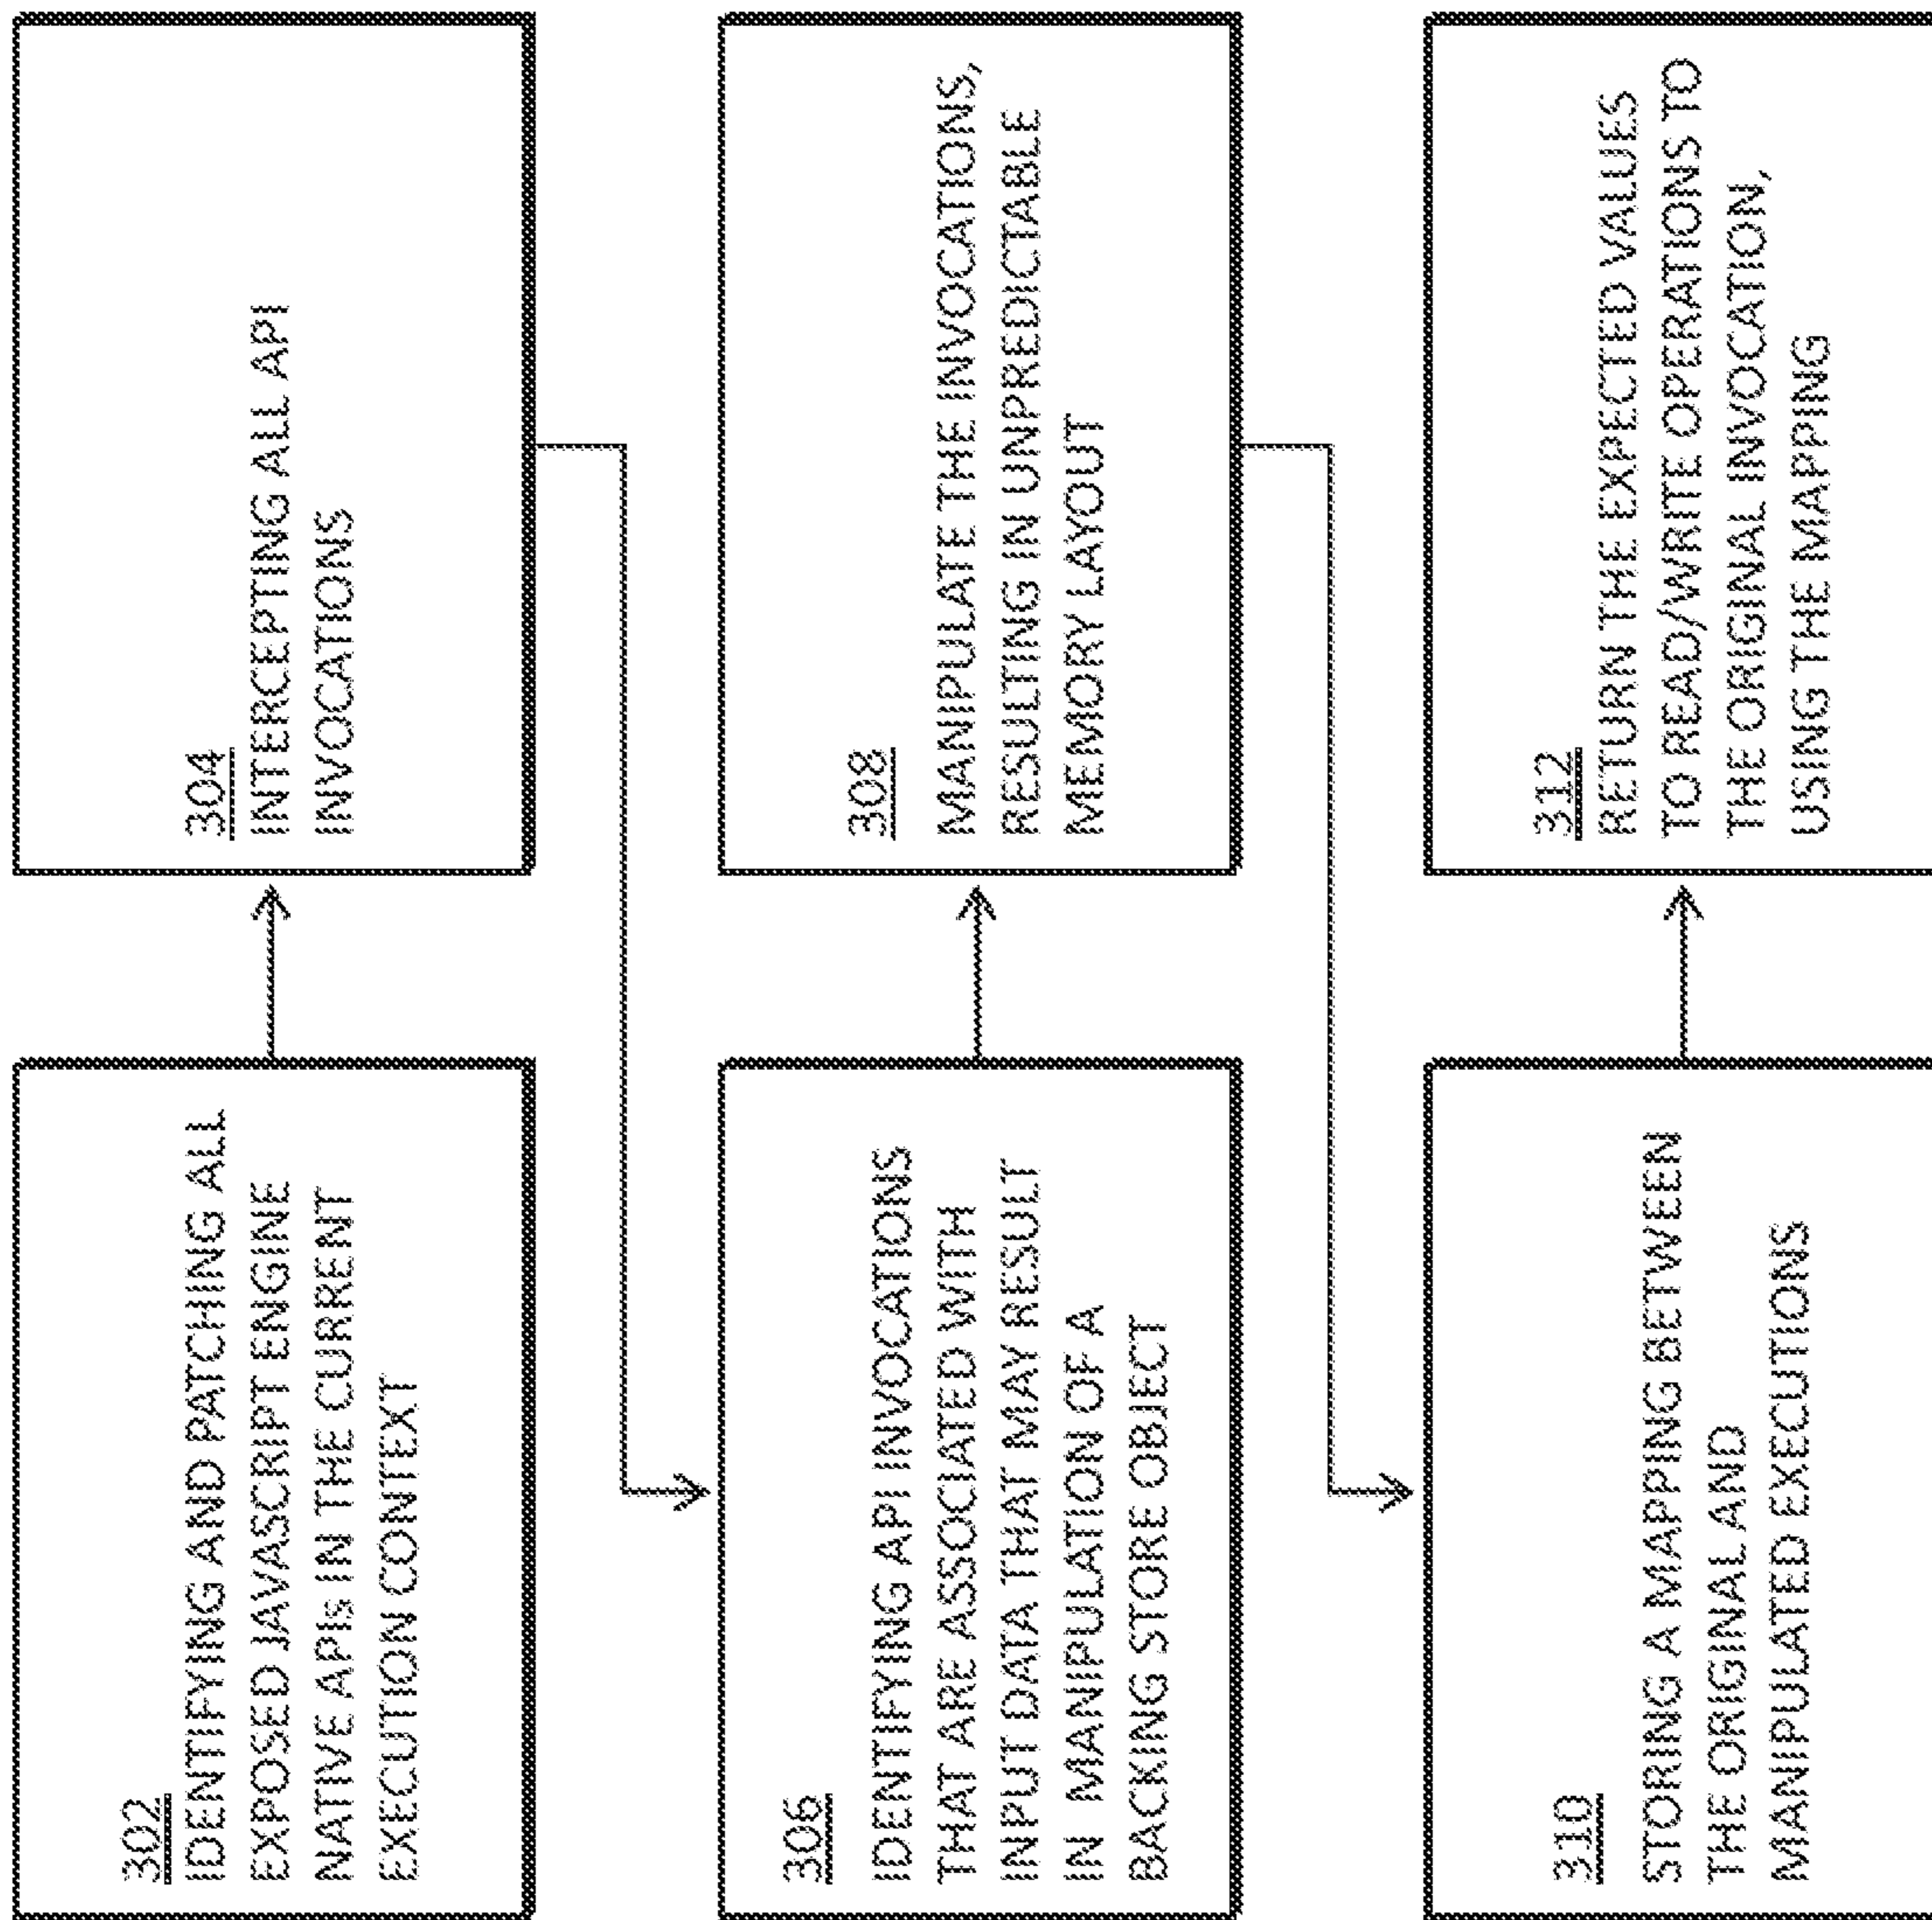 302
IDENTIFYING AND PATCHING ALL
EXPOSED JAVASCRIPT ENGINE
NATIVE APIs IN THE CURRENT
EXECUTION CONTEXT
304
INTERCEPTING ALL API
INVOCATIONS
306
IDENTIFYING API INVOCATIONS
THAT ARE ASSOCIATED WITH
INPUT DATA THAT MAY RESULT
IN MANIPULATION OF A
BACKING STORE OBJECT
308
MANIPULATE THE INVOCATIONS,
RESULTING IN UNPREDICTABLE
MEMORY LAYOUT
310
STORING A MAPPING BETWEEN
THE ORIGINAL AND
MANIPULATED EXECUTIONS
312
RETURN THE EXPECTED VALUES
TO READ/WRITE OPERATIONS TO
THE ORIGINAL INVOCATION,
USING THE MAPPING